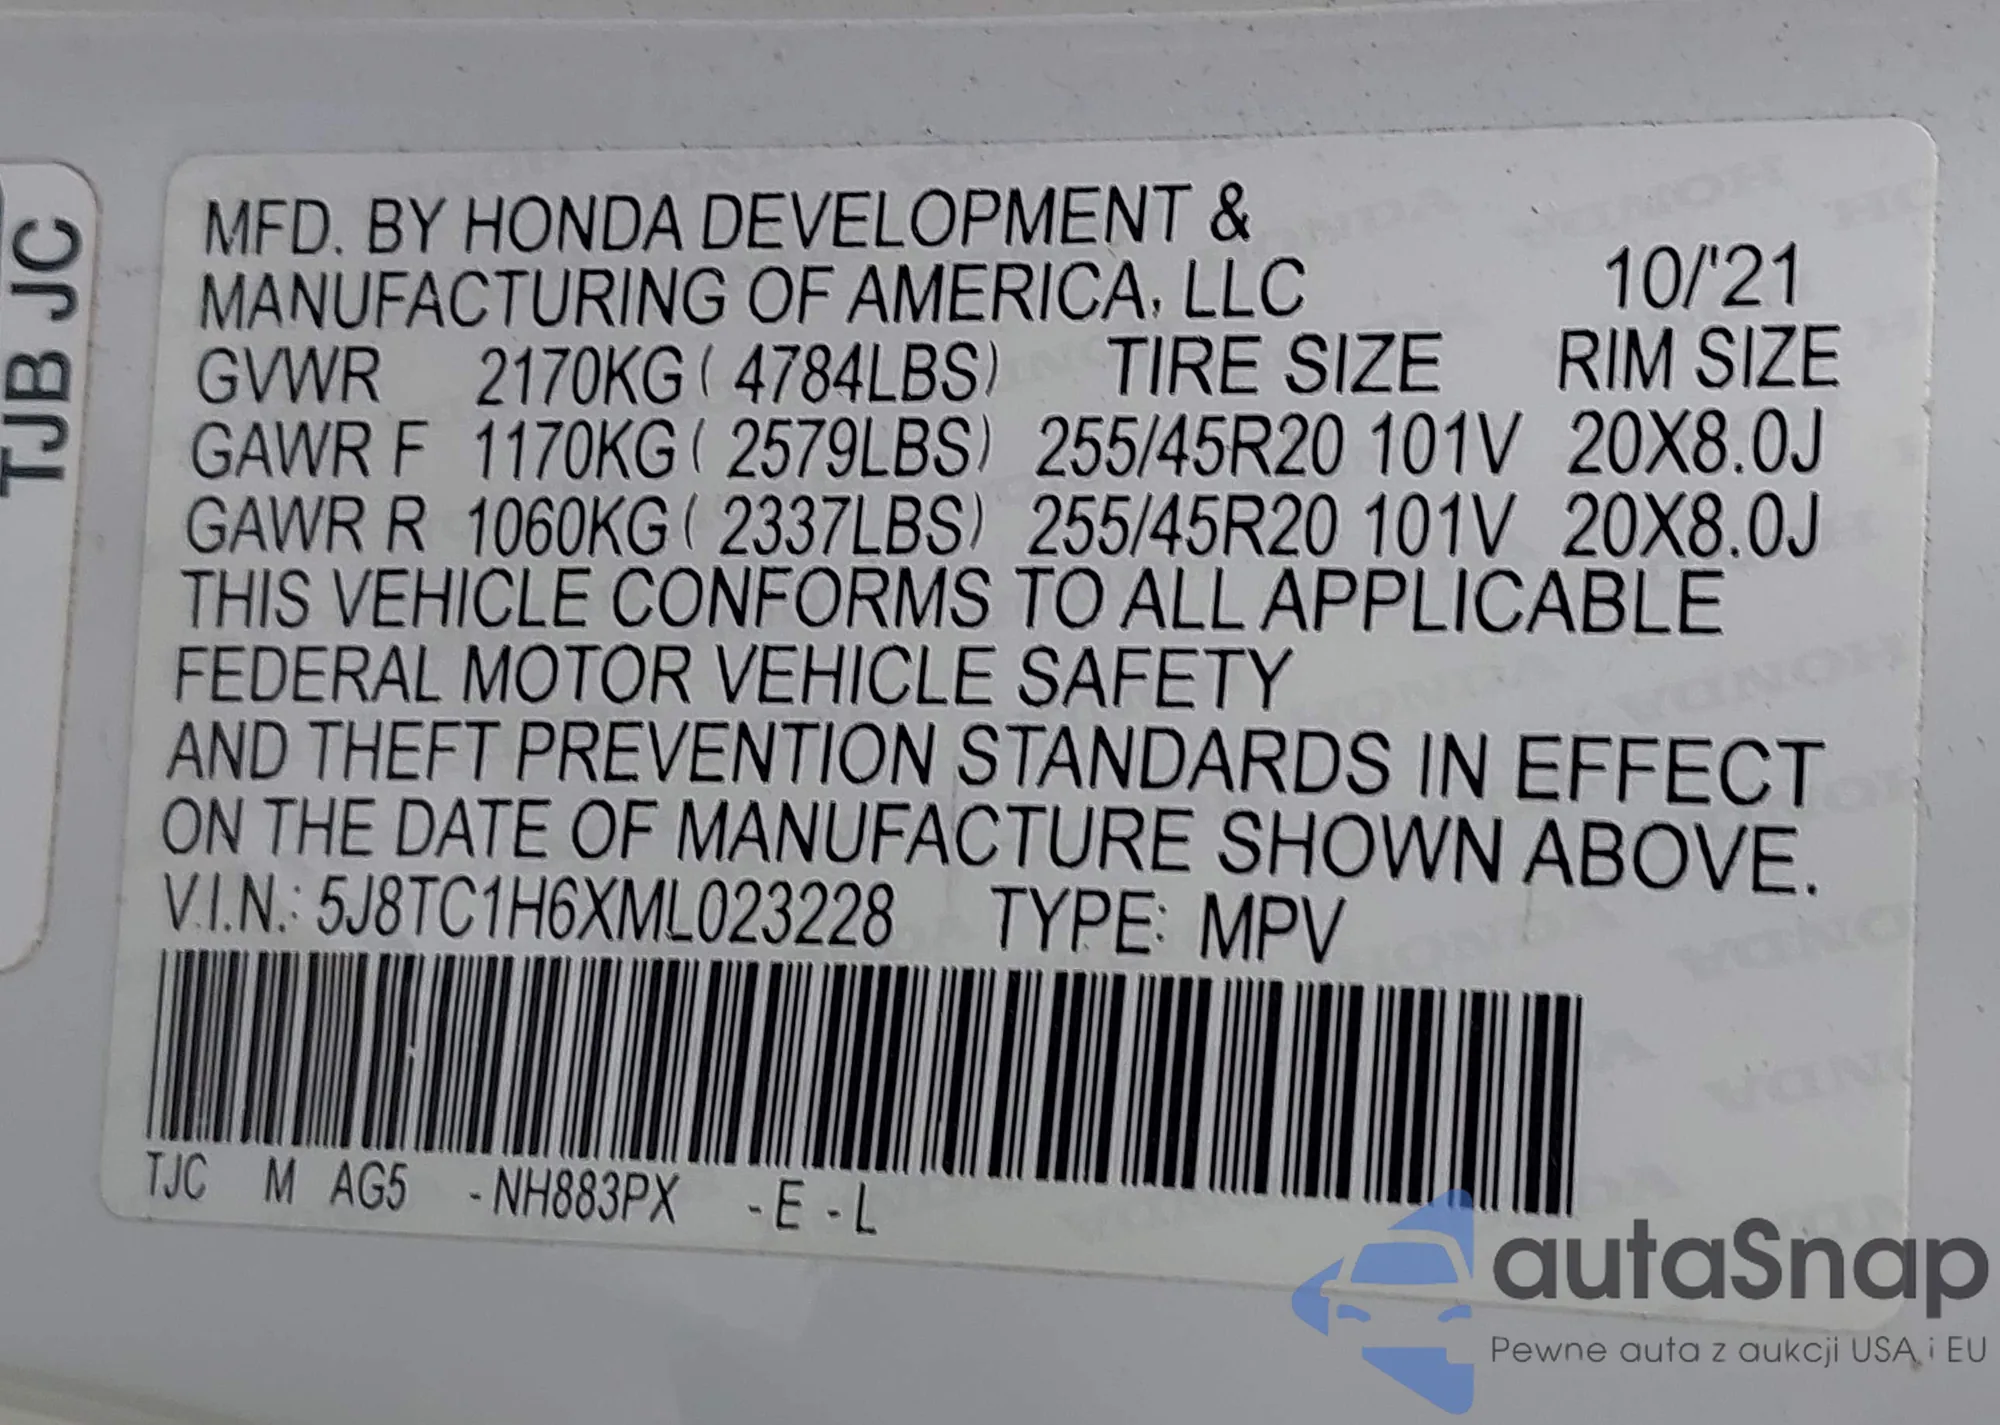 MFD. BY HONDA DEVELOPMENT &
MANUFACTURING OF AMERICA, LLC 10/'21
GVWR 2170KG ( 4784LBS) TIRE SIZE RIM SIZE
GAWR F 1170KG ( 2579LBS) 255/45R20 101V 20X8.0J
GAWR R 1060KG ( 2337LBS) 255/45R20 101V 20X8.0J
THIS VEHICLE CONFORMS TO ALL APPLICABLE
FEDERAL MOTOR VEHICLE SAFETY
AND THEFT PREVENTION STANDARDS IN EFFECT
ON THE DATE OF MANUFACTURE SHOWN ABOVE.
V.I.N.: 5J8TC1H6XML023228 TYPE: MPV
TJC M AG5 -NH883PX -E -L
TJB JC
autaSnap
Pewne auta z aukcji USA i EU